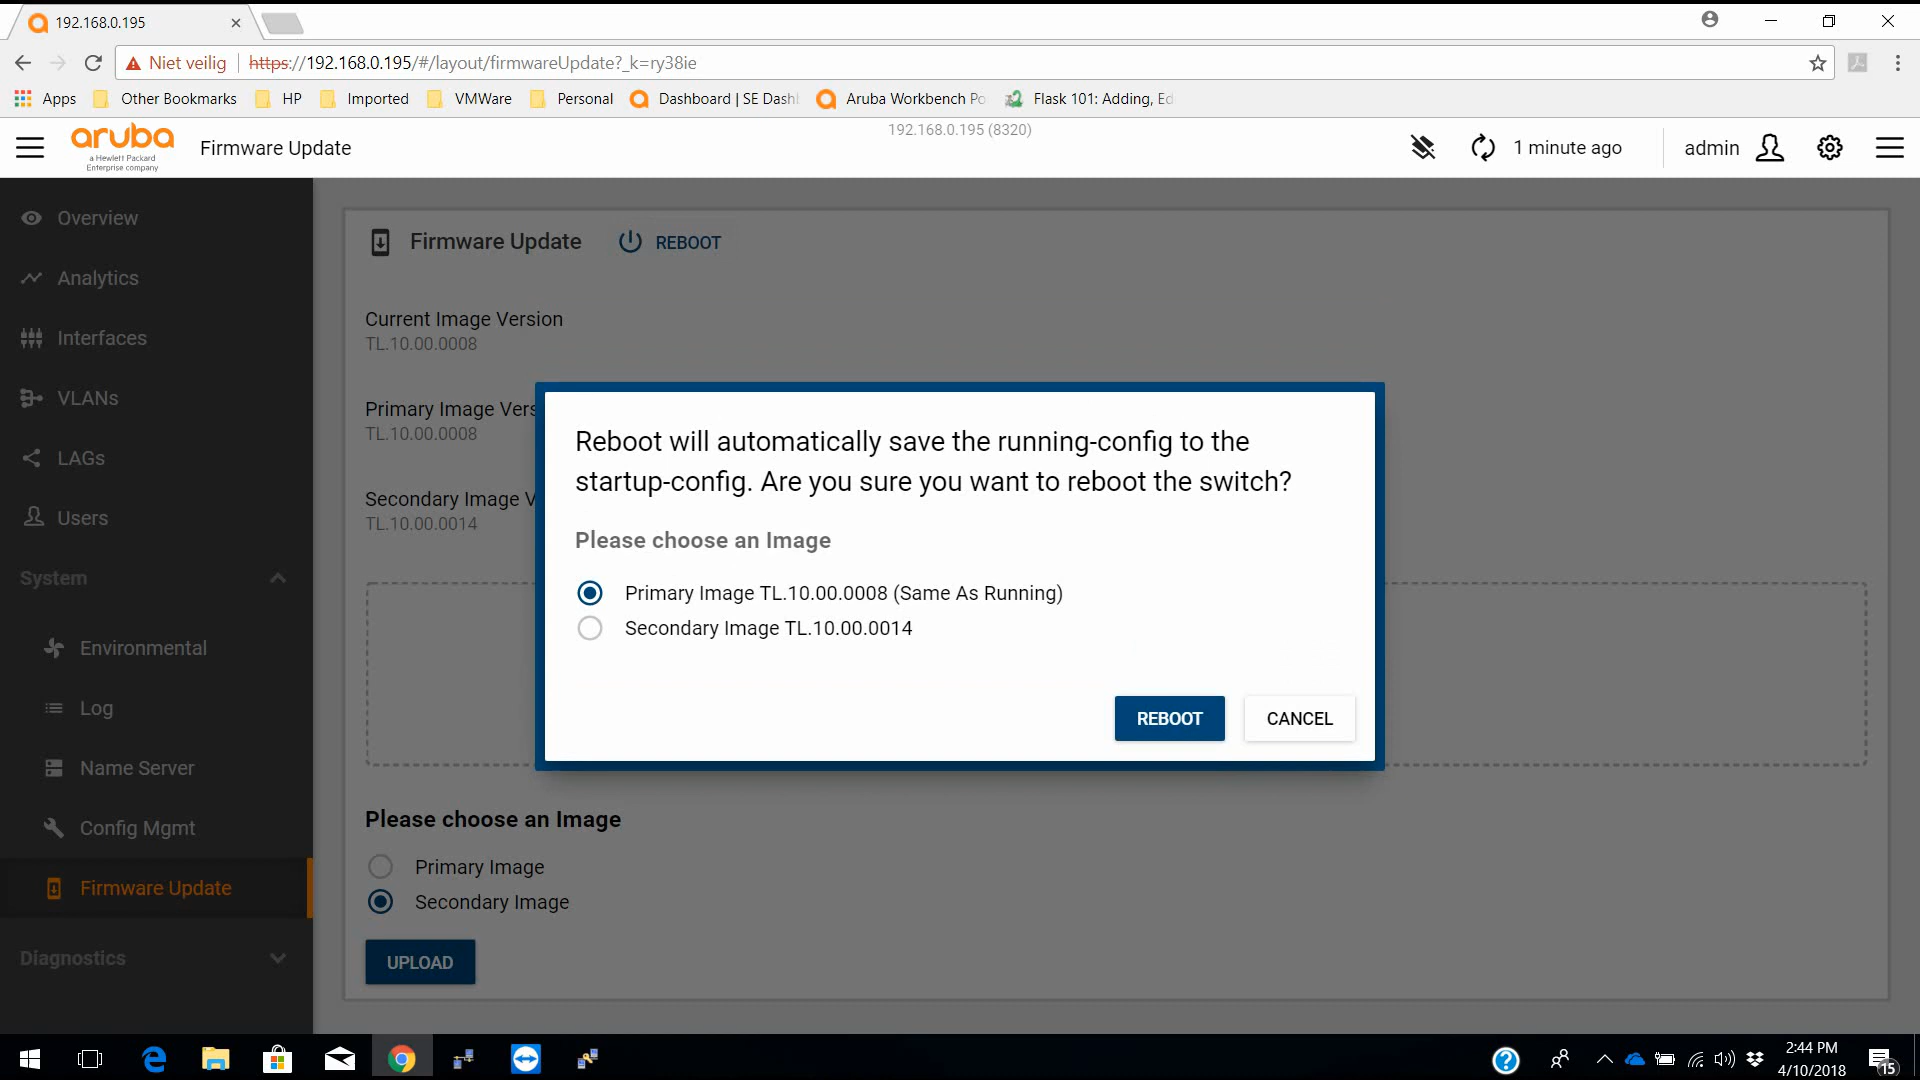 192.168.0.195
Niet veilig https://192.168.0.195/#/layout/firmwareUpdate?_k=ry38ie
Apps Other Bookmarks HP Imported VMWare Personal Dashboard | SE Dashl Aruba Workbench Po Flask 101: Adding, Ed
aruba
a Hewlett Packard
Enterprise company
Firmware Update
192.168.0.195 (8320)
1 minute ago
admin
Overview
Analytics
Interfaces
VLANs
LAGs
Users
System
Environmental
Log
Name Server
Config Mgmt
Firmware Update
Diagnostics
Firmware Update REBOOT
Current Image Version
TL.10.00.0008
Primary Image Vers
TL.10.00.0008
Secondary Image V
TL.10.00.0014
Reboot will automatically save the running-config to the
startup-config. Are you sure you want to reboot the switch?
Please choose an Image
Primary Image TL.10.00.0008 (Same As Running)
Secondary Image TL.10.00.0014
REBOOT CANCEL
Please choose an Image
Primary Image
Secondary Image
UPLOAD
2:44 PM
4/10/2018
15